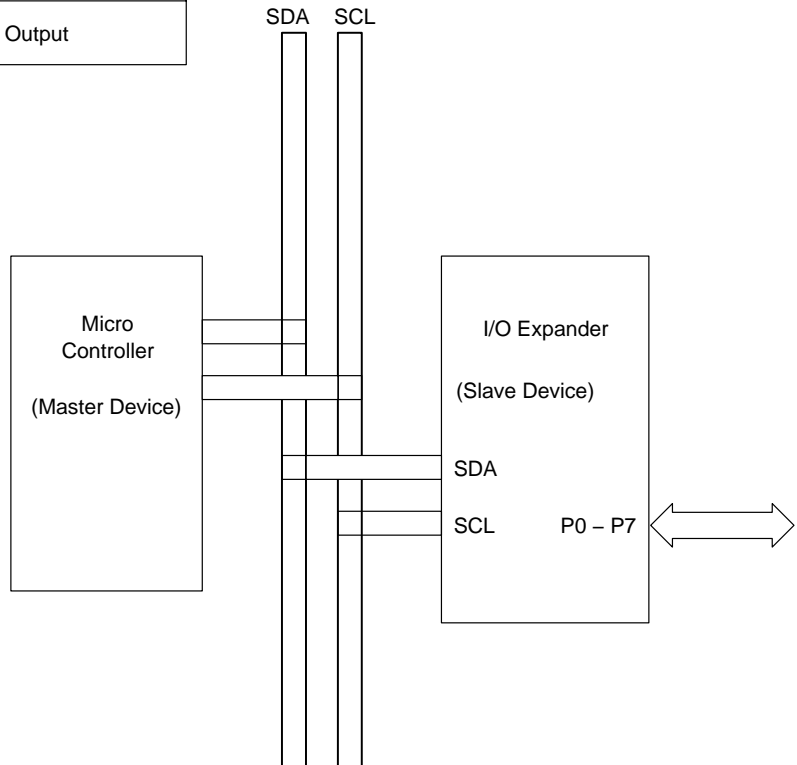 Output
SDA SCL
Micro
Controller
(Master Device)
I/O Expander
(Slave Device)
SDA
SCL P0 – P7